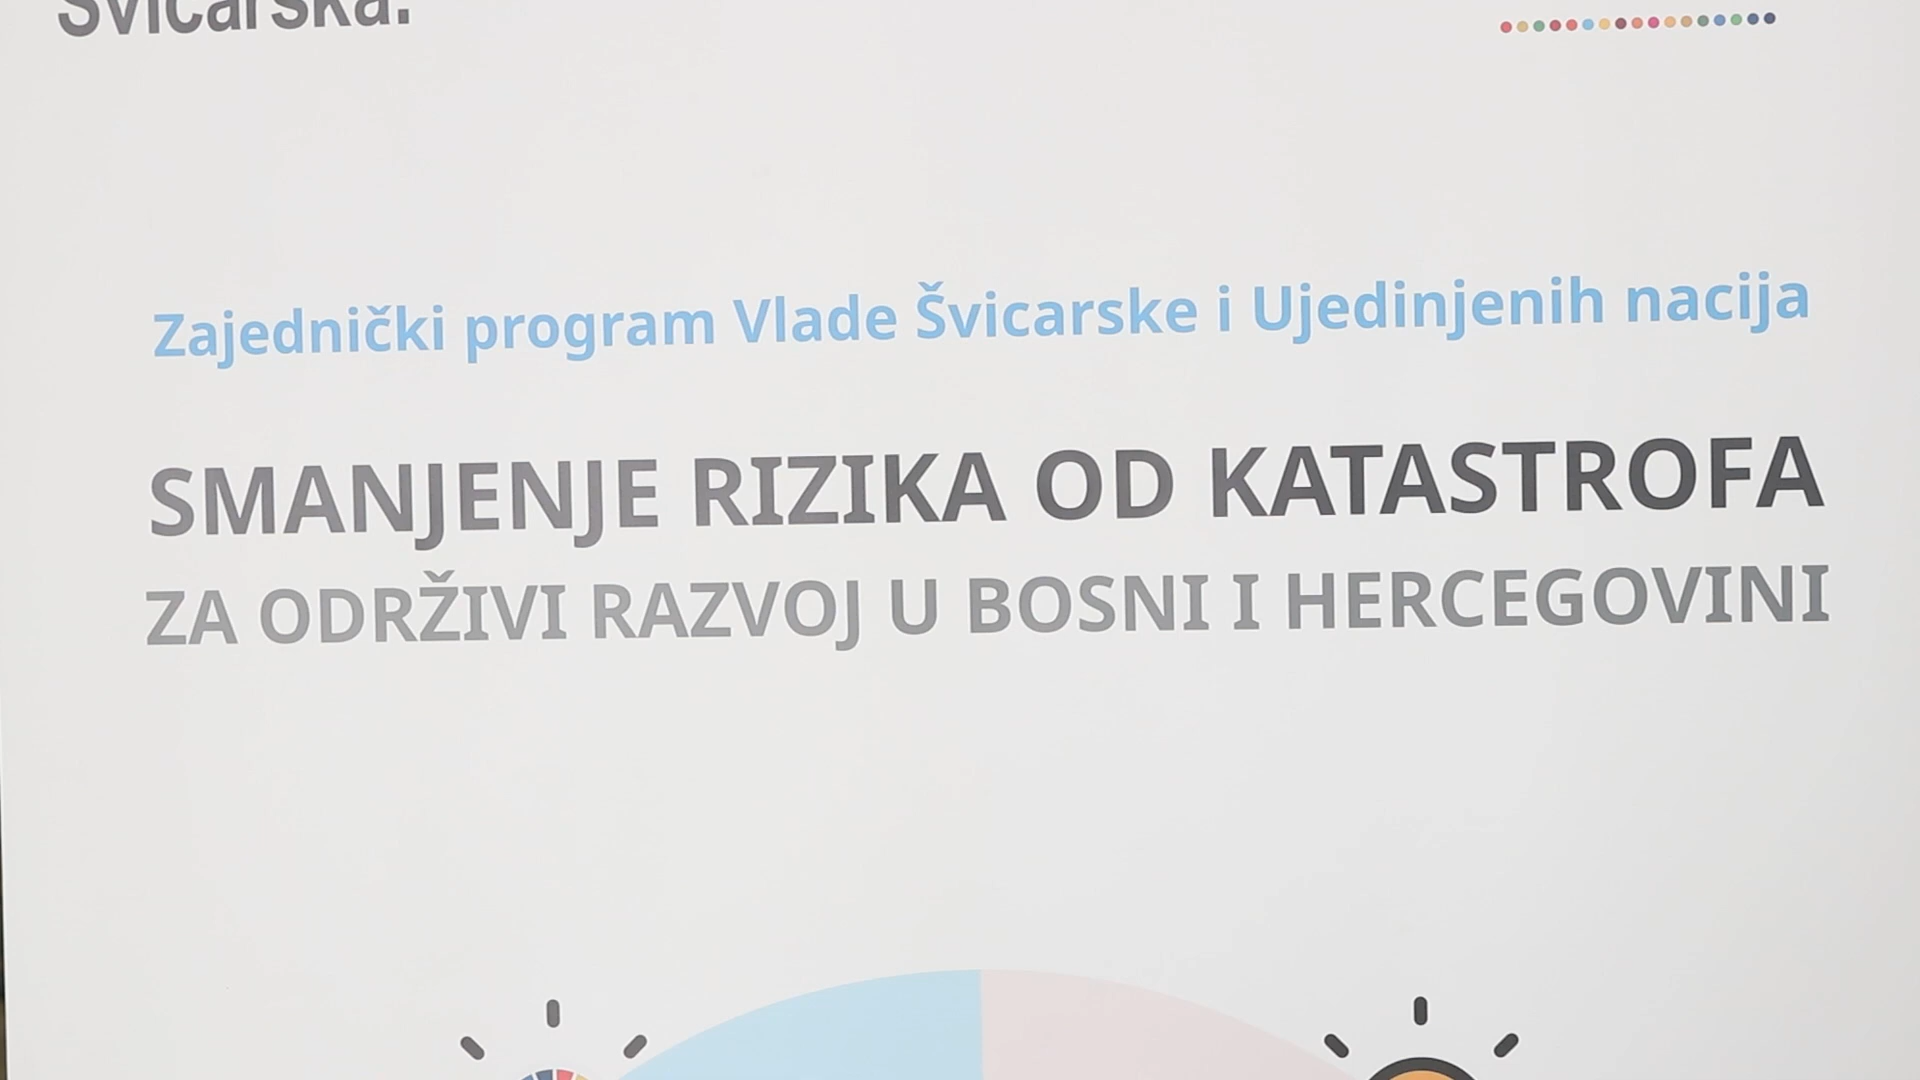 Švicarska.
Zajednički program Vlade Švicarske i Ujedinjenih nacija
SMANJENJE RIZIKA OD KATASTROFA
ZA ODRŽIVI RAZVOJ U BOSNI I HERCEGOVINI